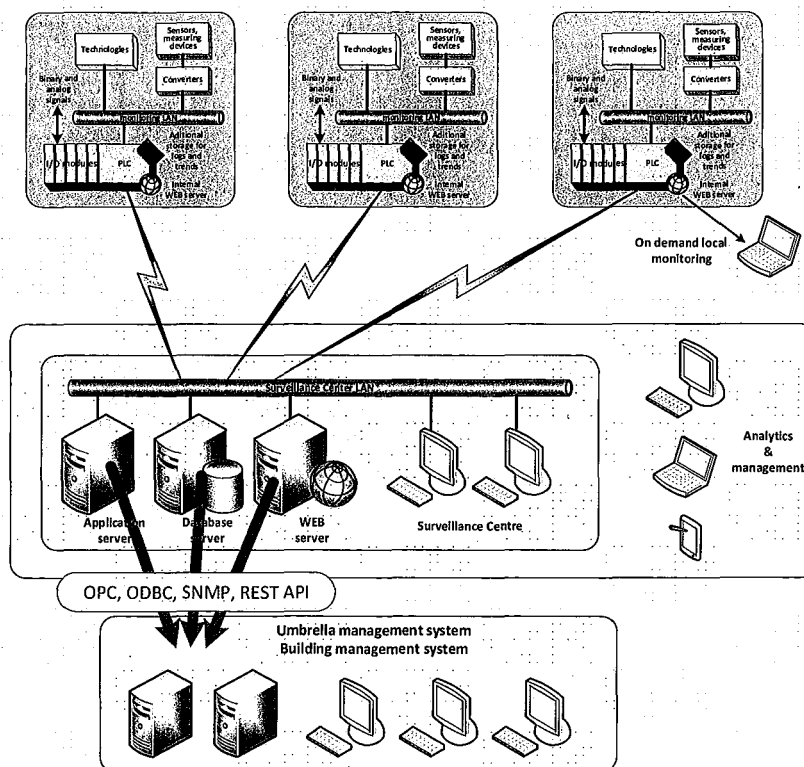 Technologies
Sensors,
measuring
devices
Converters
Binary and
analog
signals
monitoring LAN
I/O modules
PLC
Aditional
storage for
logs and
trends
Internal
WEB server
Technologies
Sensors,
measuring
devices
Converters
Binary and
analog
signals
monitoring LAN
I/O modules
PLC
Aditional
storage for
logs and
trends
Internal
WEB server
Technologies
Sensors,
measuring
devices
Converters
Binary and
analog
signals
monitoring LAN
I/O modules
PLC
Aditional
storage for
logs and
trends
Internal
WEB server
On demand local
monitoring
Surveillance Center LAN
Application
server
Database
server
WEB
server
Surveillance Centre
Analytics
&
management
OPC, ODBC, SNMP, REST API
Umbrella management system
Building management system